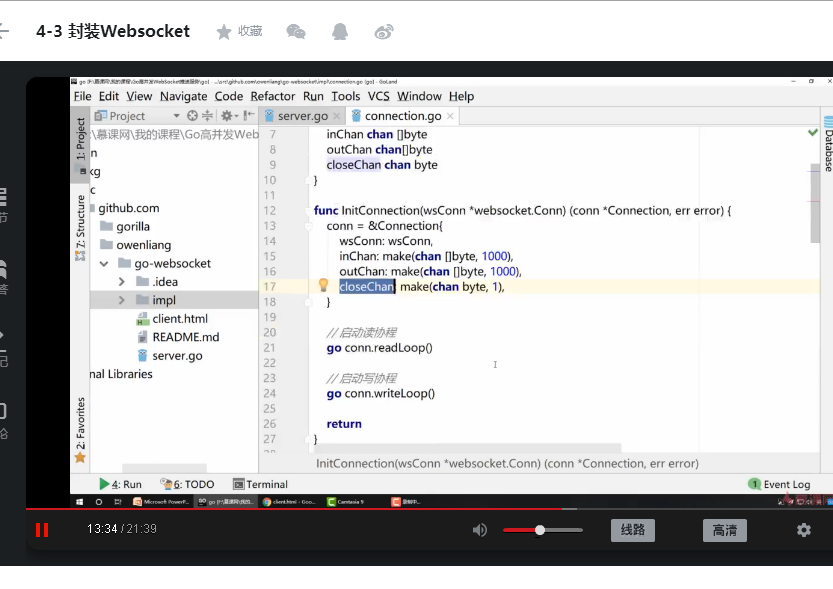 4-3 封装Websocket
收藏
go [F:\慕课网\我的课程\Go高并发WebSocket推送服务\go] - ...\src\github.com\owenliang\go-websocket\impl\connection.go [go] - GoLand
File Edit View Navigate Code Refactor Run Tools VCS Window Help
Project
server.go
connection.go
1: Project
7: Structure
2: Favorites
Database
:\慕课网\我的课程\Go高并发Web
github.com
gorilla
owenliang
go-websocket
.idea
impl
client.html
README.md
server.go
nal Libraries
7 inChan chan []byte
8 outChan chan[]byte
9 closeChan chan byte
10 }
11
12 func InitConnection(wsConn *websocket.Conn) (conn *Connection, err error) {
13 conn = &Connection{
14 wsConn: wsConn,
15 inChan: make(chan []byte, 1000),
16 outChan: make(chan []byte, 1000),
17 closeChan: make(chan byte, 1),
18 }
19
20 //启动读协程
21 go conn.readLoop()
22
23 //启动写协程
24 go conn.writeLoop()
25
26 return
27 }
InitConnection(wsConn *websocket.Conn) (conn *Connection, err error)
4: Run
6: TODO
Terminal
1 Event Log
Microsoft PowerP...
go [F:\慕课网\我的...
client.html - Goo...
Camtasia 9
13:34 / 21:39
线路
高清